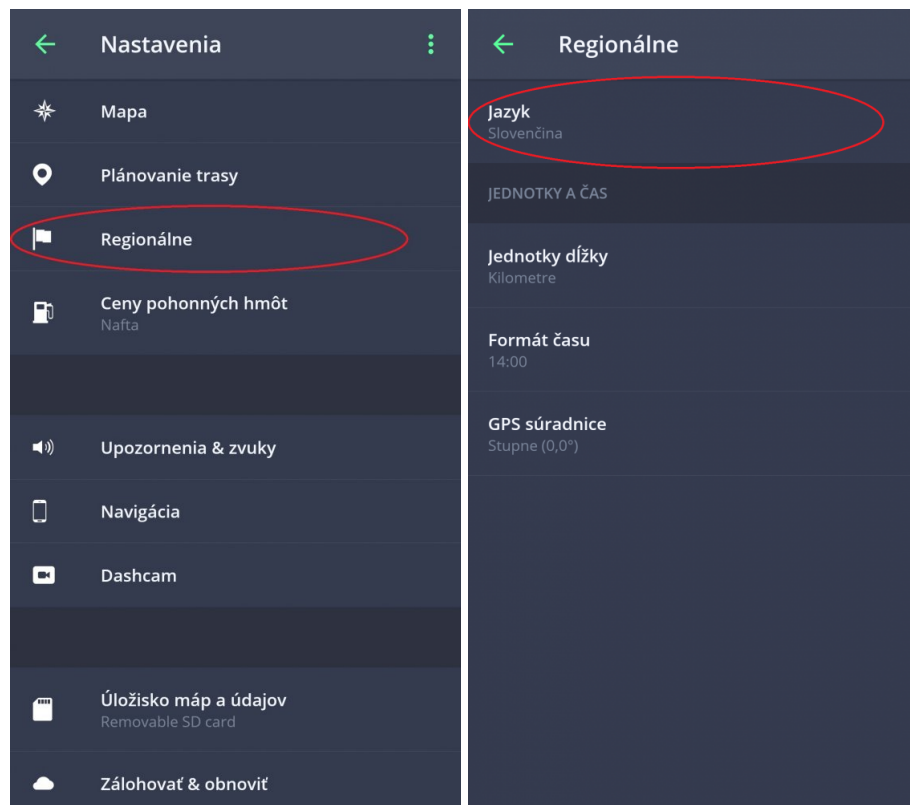 Nastavenia
Mapa
Plánovanie trasy
Regionálne
Ceny pohonných hmôt
Nafta
Upozornenia & zvuky
Navigácia
Dashcam
Úložisko máp a údajov
Removable SD card
Zálohovať & obnoviť
Regionálne
Jazyk
Slovenčina
JEDNOTKY A ČAS
Jednotky dĺžky
Kilometre
Formát času
14:00
GPS súradnice
Stupne (0,0°)